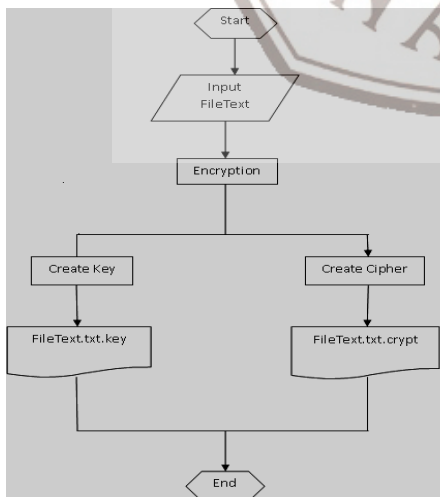 Start
Input
FileText
Encryption
Create Key
Create Cipher
FileText.txt.key
FileText.txt.crypt
End